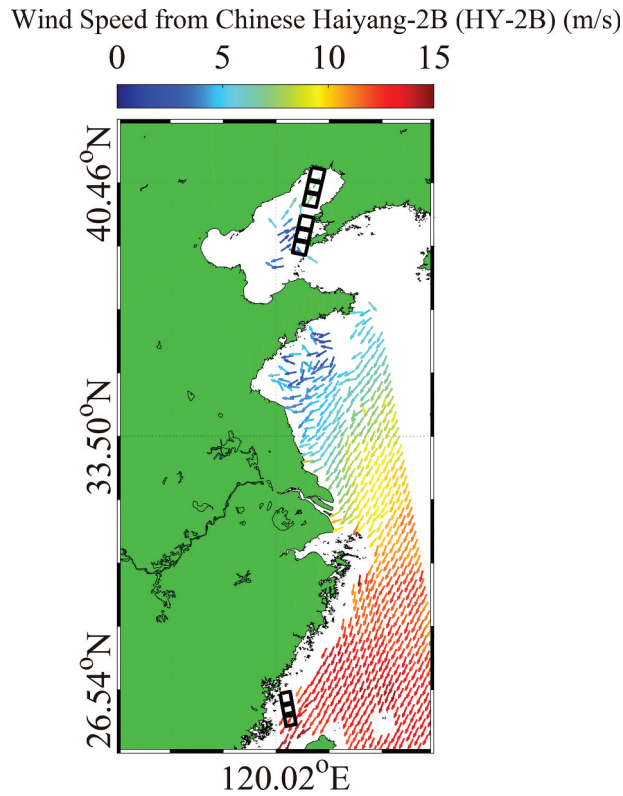 Wind Speed from Chinese Haiyang-2B (HY-2B) (m/s)
0 5 10 15
40.46°N
33.50°N
26.54°N
120.02°E